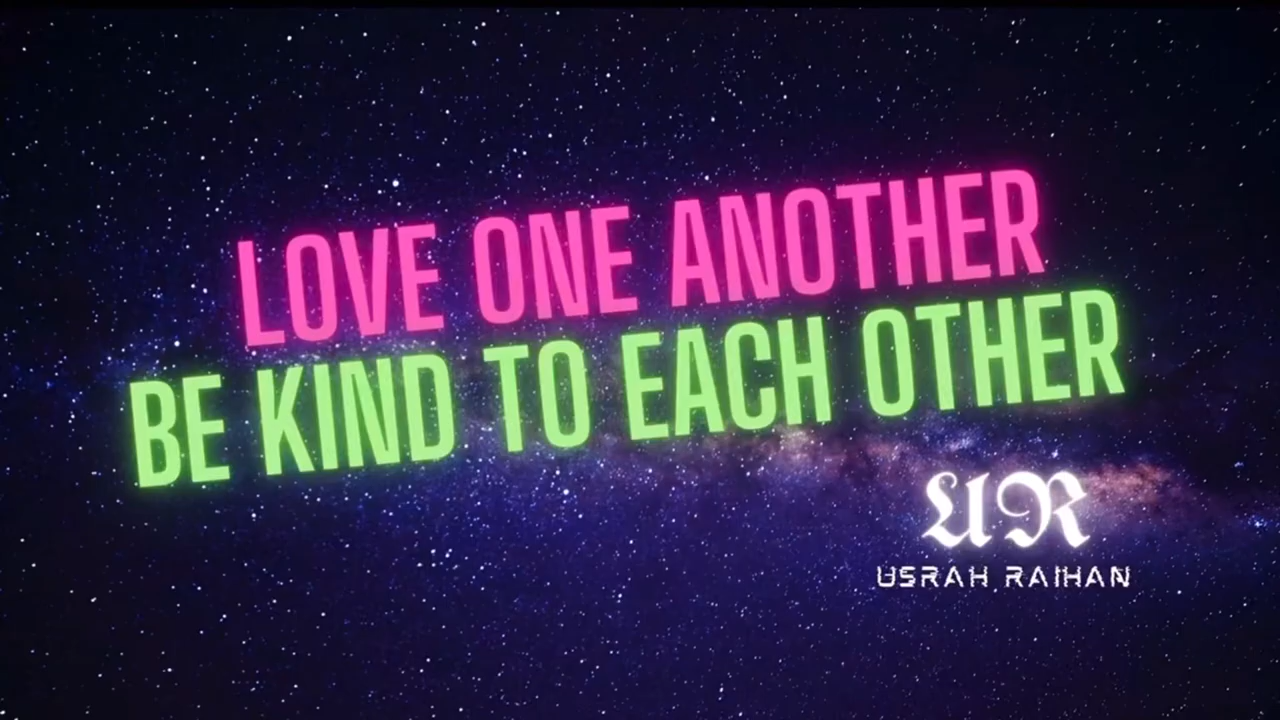 LOVE ONE ANOTHER
BE KIND TO EACH OTHER
UR
USRAH RAIHAN